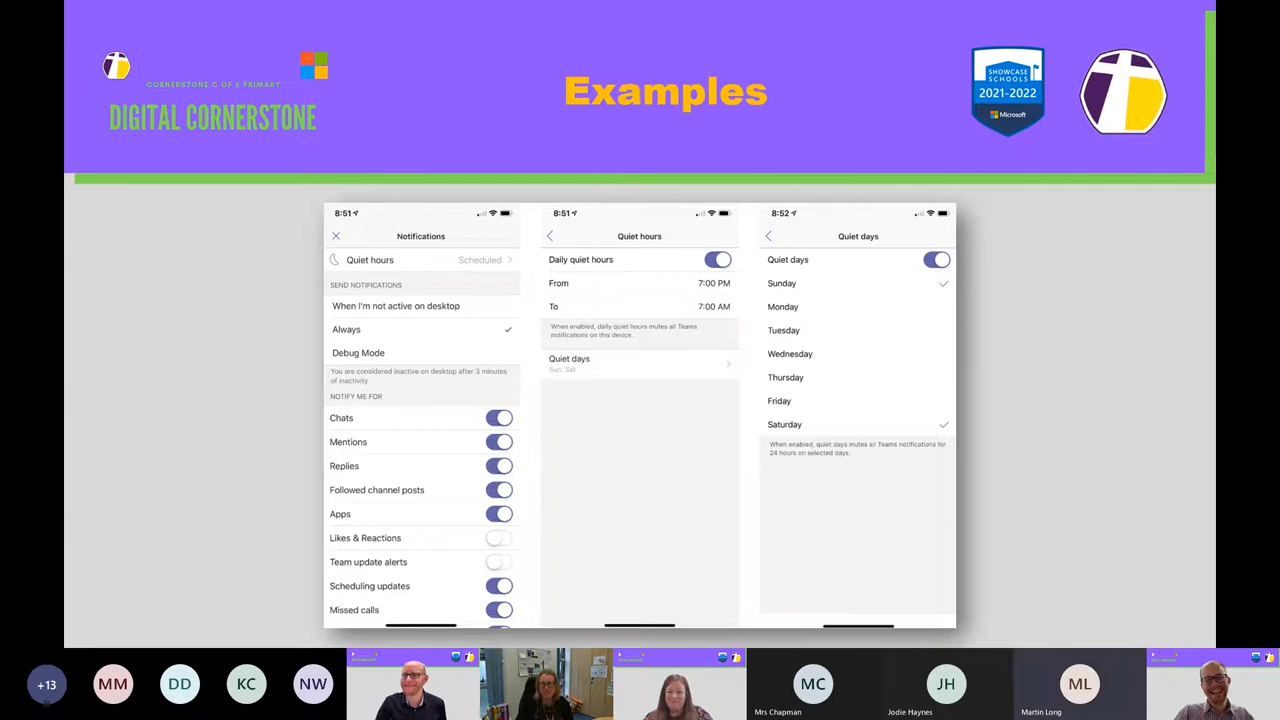 CORNERSTONE C OF E PRIMARY
DIGITAL CORNERSTONE
Examples
SHOWCASE
SCHOOLS
2021-2022
Microsoft
8:51
Notifications
Quiet hours Scheduled
SEND NOTIFICATIONS
When I'm not active on desktop
Always
Debug Mode
You are considered inactive on desktop after 3 minutes
of inactivity
NOTIFY ME FOR
Chats
Mentions
Replies
Followed channel posts
Apps
Likes & Reactions
Team update alerts
Scheduling updates
Missed calls
8:51
Quiet hours
Daily quiet hours
From 7:00 PM
To 7:00 AM
When enabled, daily quiet hours mutes all Teams
notifications on this device.
Quiet days
Sun, Sat
8:52
Quiet days
Quiet days
Sunday
Monday
Tuesday
Wednesday
Thursday
Friday
Saturday
When enabled, quiet days mutes all Teams notifications for
24 hours on selected days.
+13
MM
DD
KC
NW
MC
Mrs Chapman
JH
Jodie Haynes
ML
Martin Long